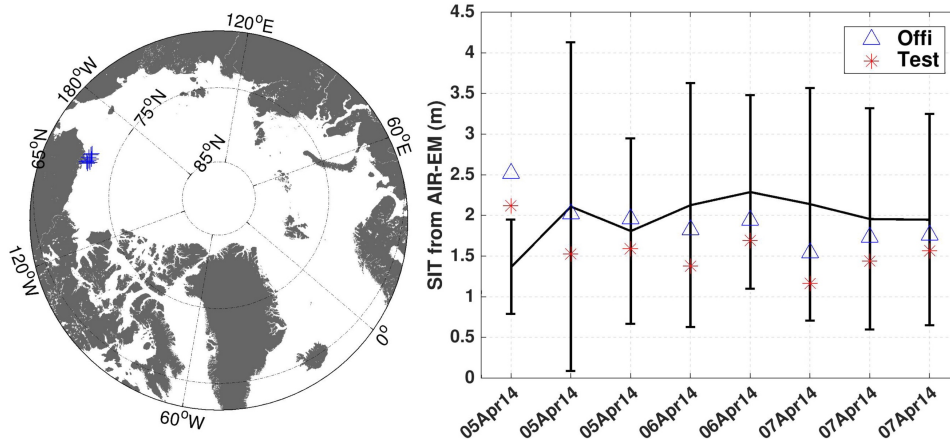 120°E
180°W
75°N
60°E
65°N
85°N
120°W
0°
60°W
SIT from AIR-EM (m)
4.5
4
3.5
3
2.5
2
1.5
1
0.5
0
Offi
Test
05Apr14
05Apr14
05Apr14
06Apr14
06Apr14
07Apr14
07Apr14
07Apr14